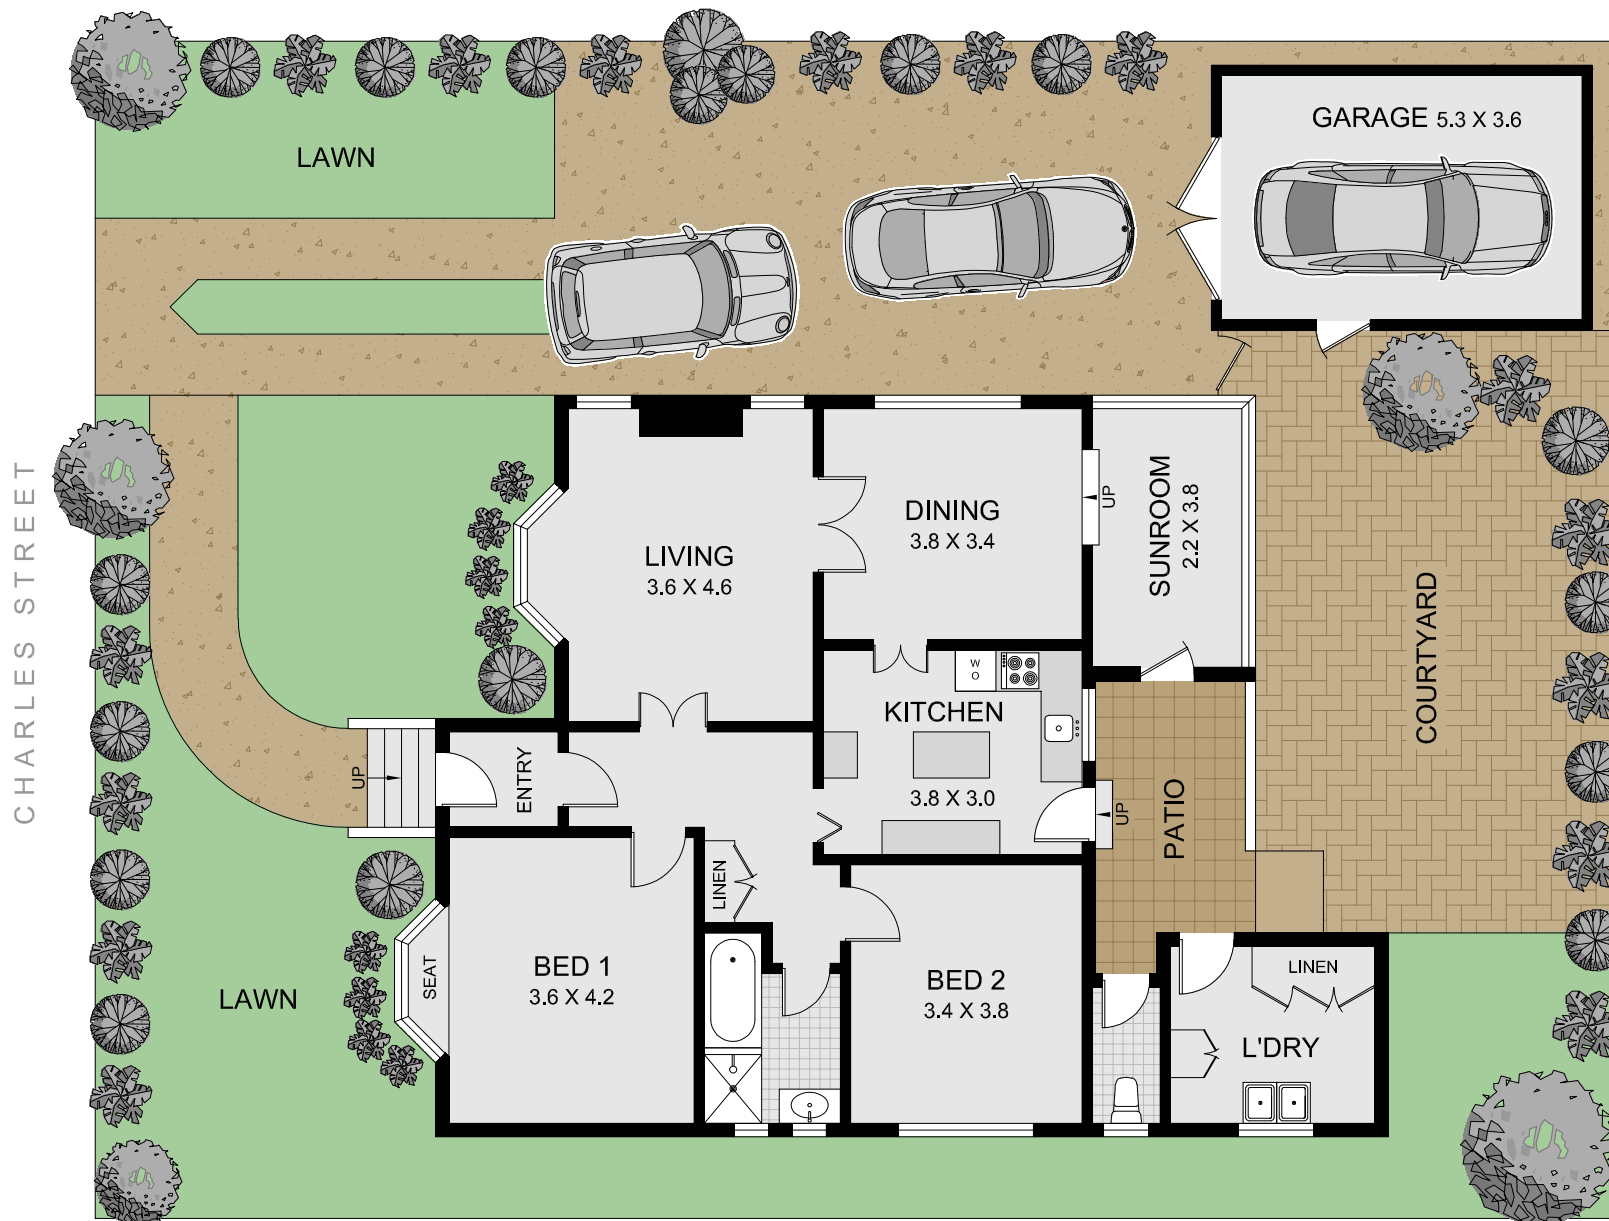 GARAGE 5.3 X 3.6
LAWN
CHARLES STREET
LIVING
3.6 X 4.6
DINING
3.8 X 3.4
UP
SUNROOM
2.2 X 3.8
COURTYARD
W
KITCHEN
3.8 X 3.0
UP
ENTRY
UP
PATIO
LINEN
BED 1
3.6 X 4.2
SEAT
LAWN
BED 2
3.4 X 3.8
LINEN
L'DRY